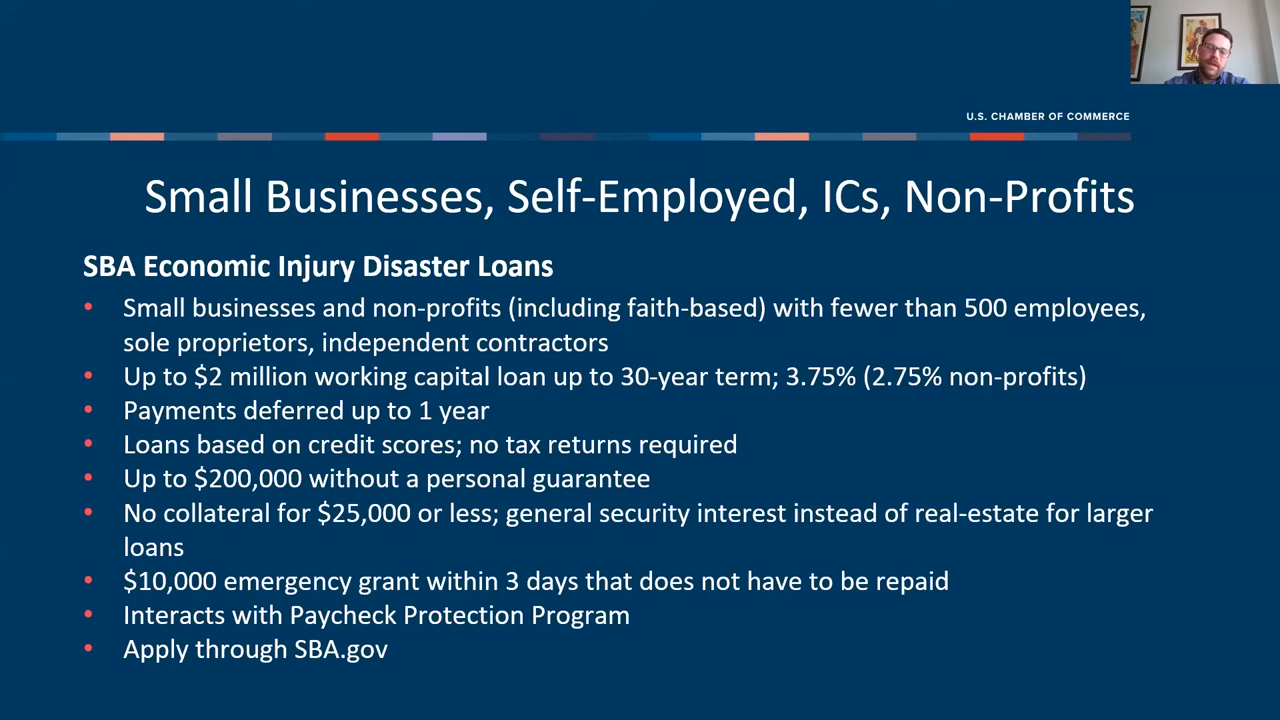 U.S. CHAMBER OF COMMERCE
Small Businesses, Self-Employed, ICs, Non-Profits
SBA Economic Injury Disaster Loans
• Small businesses and non-profits (including faith-based) with fewer than 500 employees,
sole proprietors, independent contractors
• Up to $2 million working capital loan up to 30-year term; 3.75% (2.75% non-profits)
• Payments deferred up to 1 year
• Loans based on credit scores; no tax returns required
• Up to $200,000 without a personal guarantee
• No collateral for $25,000 or less; general security interest instead of real-estate for larger
loans
• $10,000 emergency grant within 3 days that does not have to be repaid
• Interacts with Paycheck Protection Program
• Apply through SBA.gov